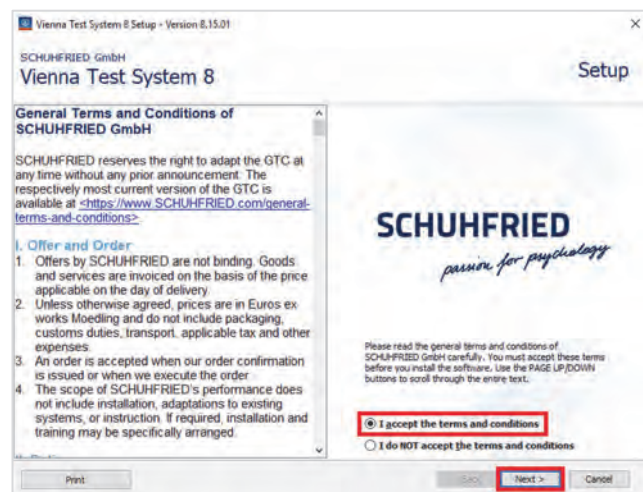 Vienna Test System 8 Setup - Version 8.15.01
SCHUHFRIED GmbH
Vienna Test System 8
Setup
General Terms and Conditions of
SCHUHFRIED GmbH
SCHUHFRIED reserves the right to adapt the GTC at
any time without any prior announcement. The
respectively most current version of the GTC is
available at <https://www.SCHUHFRIED.com/general-
terms-and-conditions>
I. Offer and Order
1. Offers by SCHUHFRIED are not binding. Goods
and services are invoiced on the basis of the price
applicable on the day of delivery
2. Unless otherwise agreed, prices are in Euros ex
works Moedling and do not include packaging,
customs duties, transport, applicable tax and other
expenses.
3. An order is accepted when our order confirmation
is issued or when we execute the order
4. The scope of SCHUHFRIED's performance does
not include installation, adaptations to existing
systems, or instruction. If required, installation and
training may be specifically arranged.
SCHUHFRIED
passion for psychology
Please read the general terms and conditions of
SCHUHFRIED GmbH carefully. You must accept these terms
before you install the software. Use the PAGE UP/DOWN
buttons to scroll through the entire text.
I accept the terms and conditions
I do NOT accept the terms and conditions
Print
Back
Next >
Cancel